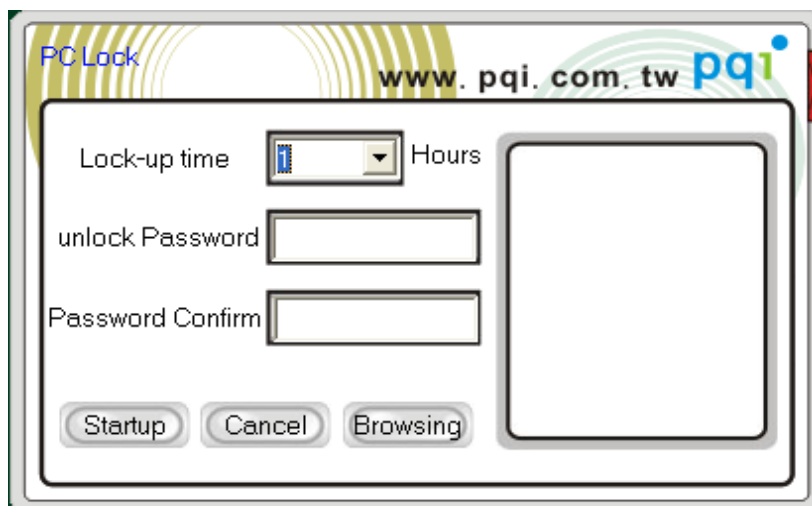 PC Lock
www. pqi. com. tw pqi
Lock-up time 1 Hours
unlock Password
Password Confirm
Startup Cancel Browsing